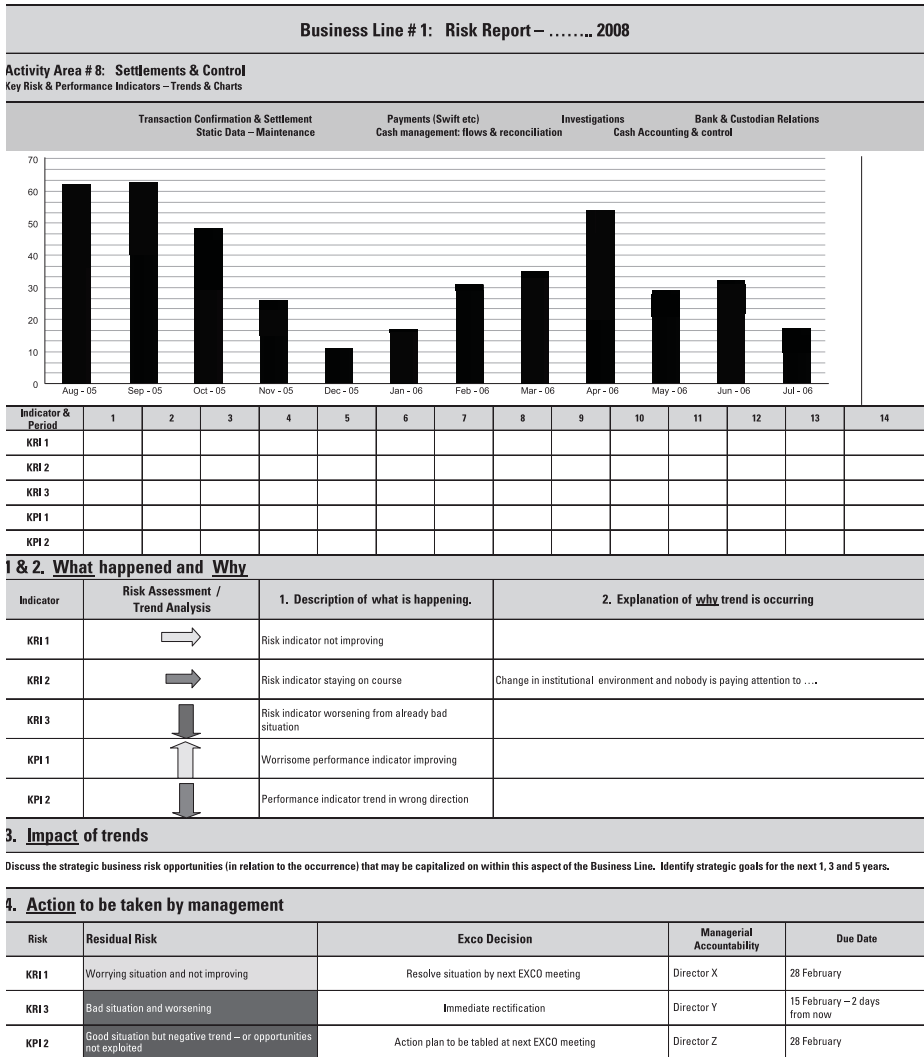 Business Line # 1: Risk Report – …….. 2008
Activity Area # 8: Settlements & Control
Key Risk & Performance Indicators – Trends & Charts
Transaction Confirmation & Settlement Payments (Swift etc) Investigations Bank & Custodian Relations
Static Data – Maintenance Cash management: flows & reconciliation Cash Accounting & control
70
60
50
40
30
20
10
0
Aug - 05 Sep - 05 Oct - 05 Nov - 05 Dec - 05 Jan - 06 Feb - 06 Mar - 06 Apr - 06 May - 06 Jun - 06 Jul - 06
Indicator & Period 1 2 3 4 5 6 7 8 9 10 11 12 13 14
KRI 1
KRI 2
KRI 3
KPI 1
KPI 2
1 & 2. What happened and Why
Indicator Risk Assessment / Trend Analysis 1. Description of what is happening. 2. Explanation of why trend is occurring
KRI 1 Risk indicator not improving
KRI 2 Risk indicator staying on course Change in institutional environment and nobody is paying attention to ….
KRI 3 Risk indicator worsening from already bad
situation
KPI 1 Worrisome performance indicator improving
KPI 2 Performance indicator trend in wrong direction
3. Impact of trends
Discuss the strategic business risk opportunities (in relation to the occurrence) that may be capitalized on within this aspect of the Business Line. Identify strategic goals for the next 1, 3 and 5 years.
4. Action to be taken by management
Risk Residual Risk Exco Decision Managerial Accountability Due Date
KRI 1 Worrying situation and not improving Resolve situation by next EXCO meeting Director X 28 February
KRI 3 Bad situation and worsening Immediate rectification Director Y 15 February – 2 days
from now
KPI 2 Good situation but negative trend – or opportunities
not exploited Action plan to be tabled at next EXCO meeting Director Z 28 February